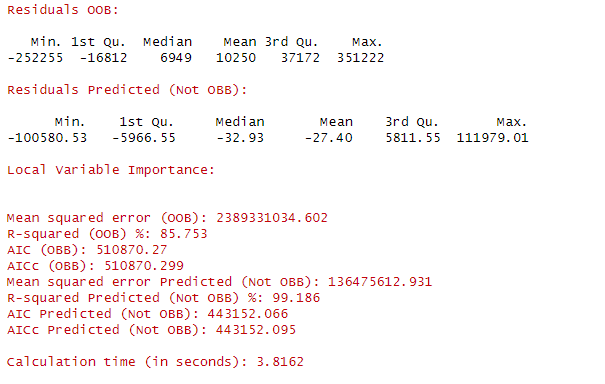 Residuals OOB:
Min. 1st Qu. Median Mean 3rd Qu. Max.
-252255 -16812 6949 10250 37172 351222
Residuals Predicted (Not OBB):
Min. 1st Qu. Median Mean 3rd Qu. Max.
-100580.53 -5966.55 -32.93 -27.40 5811.55 111979.01
Local Variable Importance:
Mean squared error (OOB): 2389331034.602
R-squared (OOB) %: 85.753
AIC (OBB): 510870.27
AICc (OBB): 510870.299
Mean squared error Predicted (Not OBB): 136475612.931
R-squared Predicted (Not OBB) %: 99.186
AIC Predicted (Not OBB): 443152.066
AICc Predicted (Not OBB): 443152.095
Calculation time (in seconds): 3.8162